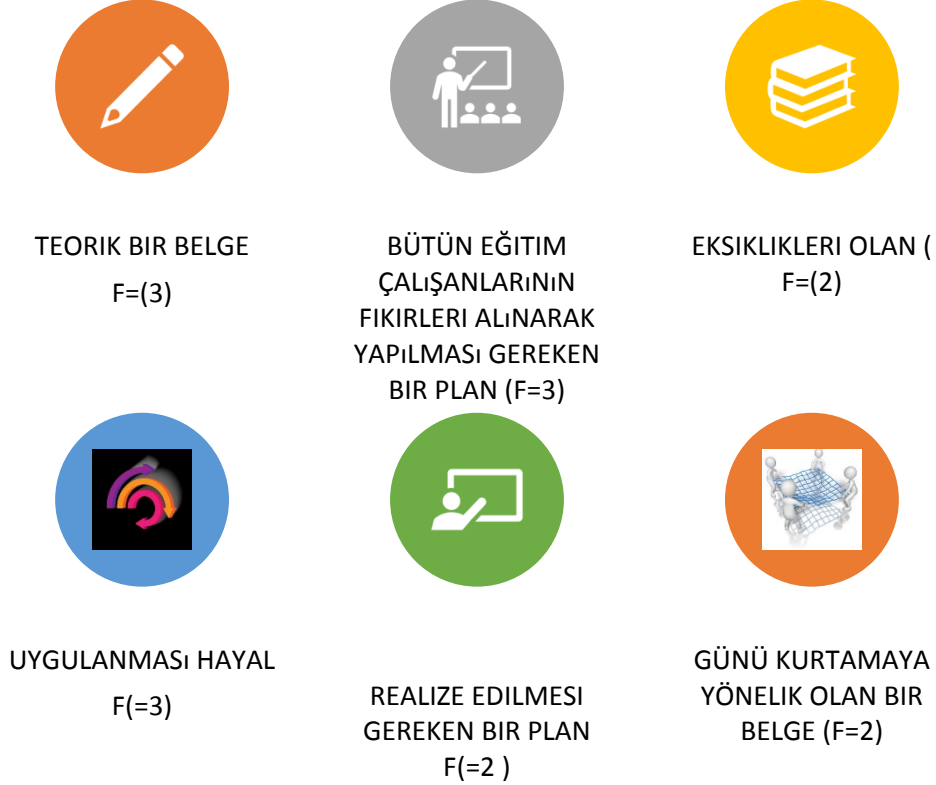 TEORIK BIR BELGE
F=(3)
BÜTÜN EĞITIM
ÇALıŞANLARıNıN
FIKIRLERI ALıNARAK
YAPıLMASı GEREKEN
BIR PLAN (F=3)
EKSIKLIKLERI OLAN (
F=(2)
UYGULANMASı HAYAL
F(=3)
REALIZE EDILMESI
GEREKEN BIR PLAN
F(=2 )
GÜNÜ KURTAMAYA
YÖNELIK OLAN BIR
BELGE (F=2)